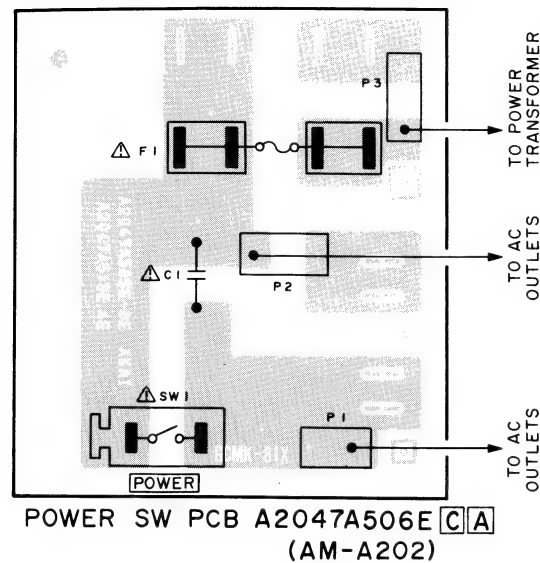 P3
TO POWER
TRANSFORMER
⚠ F1
⚠ C1
P2
TO AC
OUTLETS
⚠ SW1
P1
TO AC
OUTLETS
POWER
POWER SW PCB A2047A506E C A
(AM-A202)